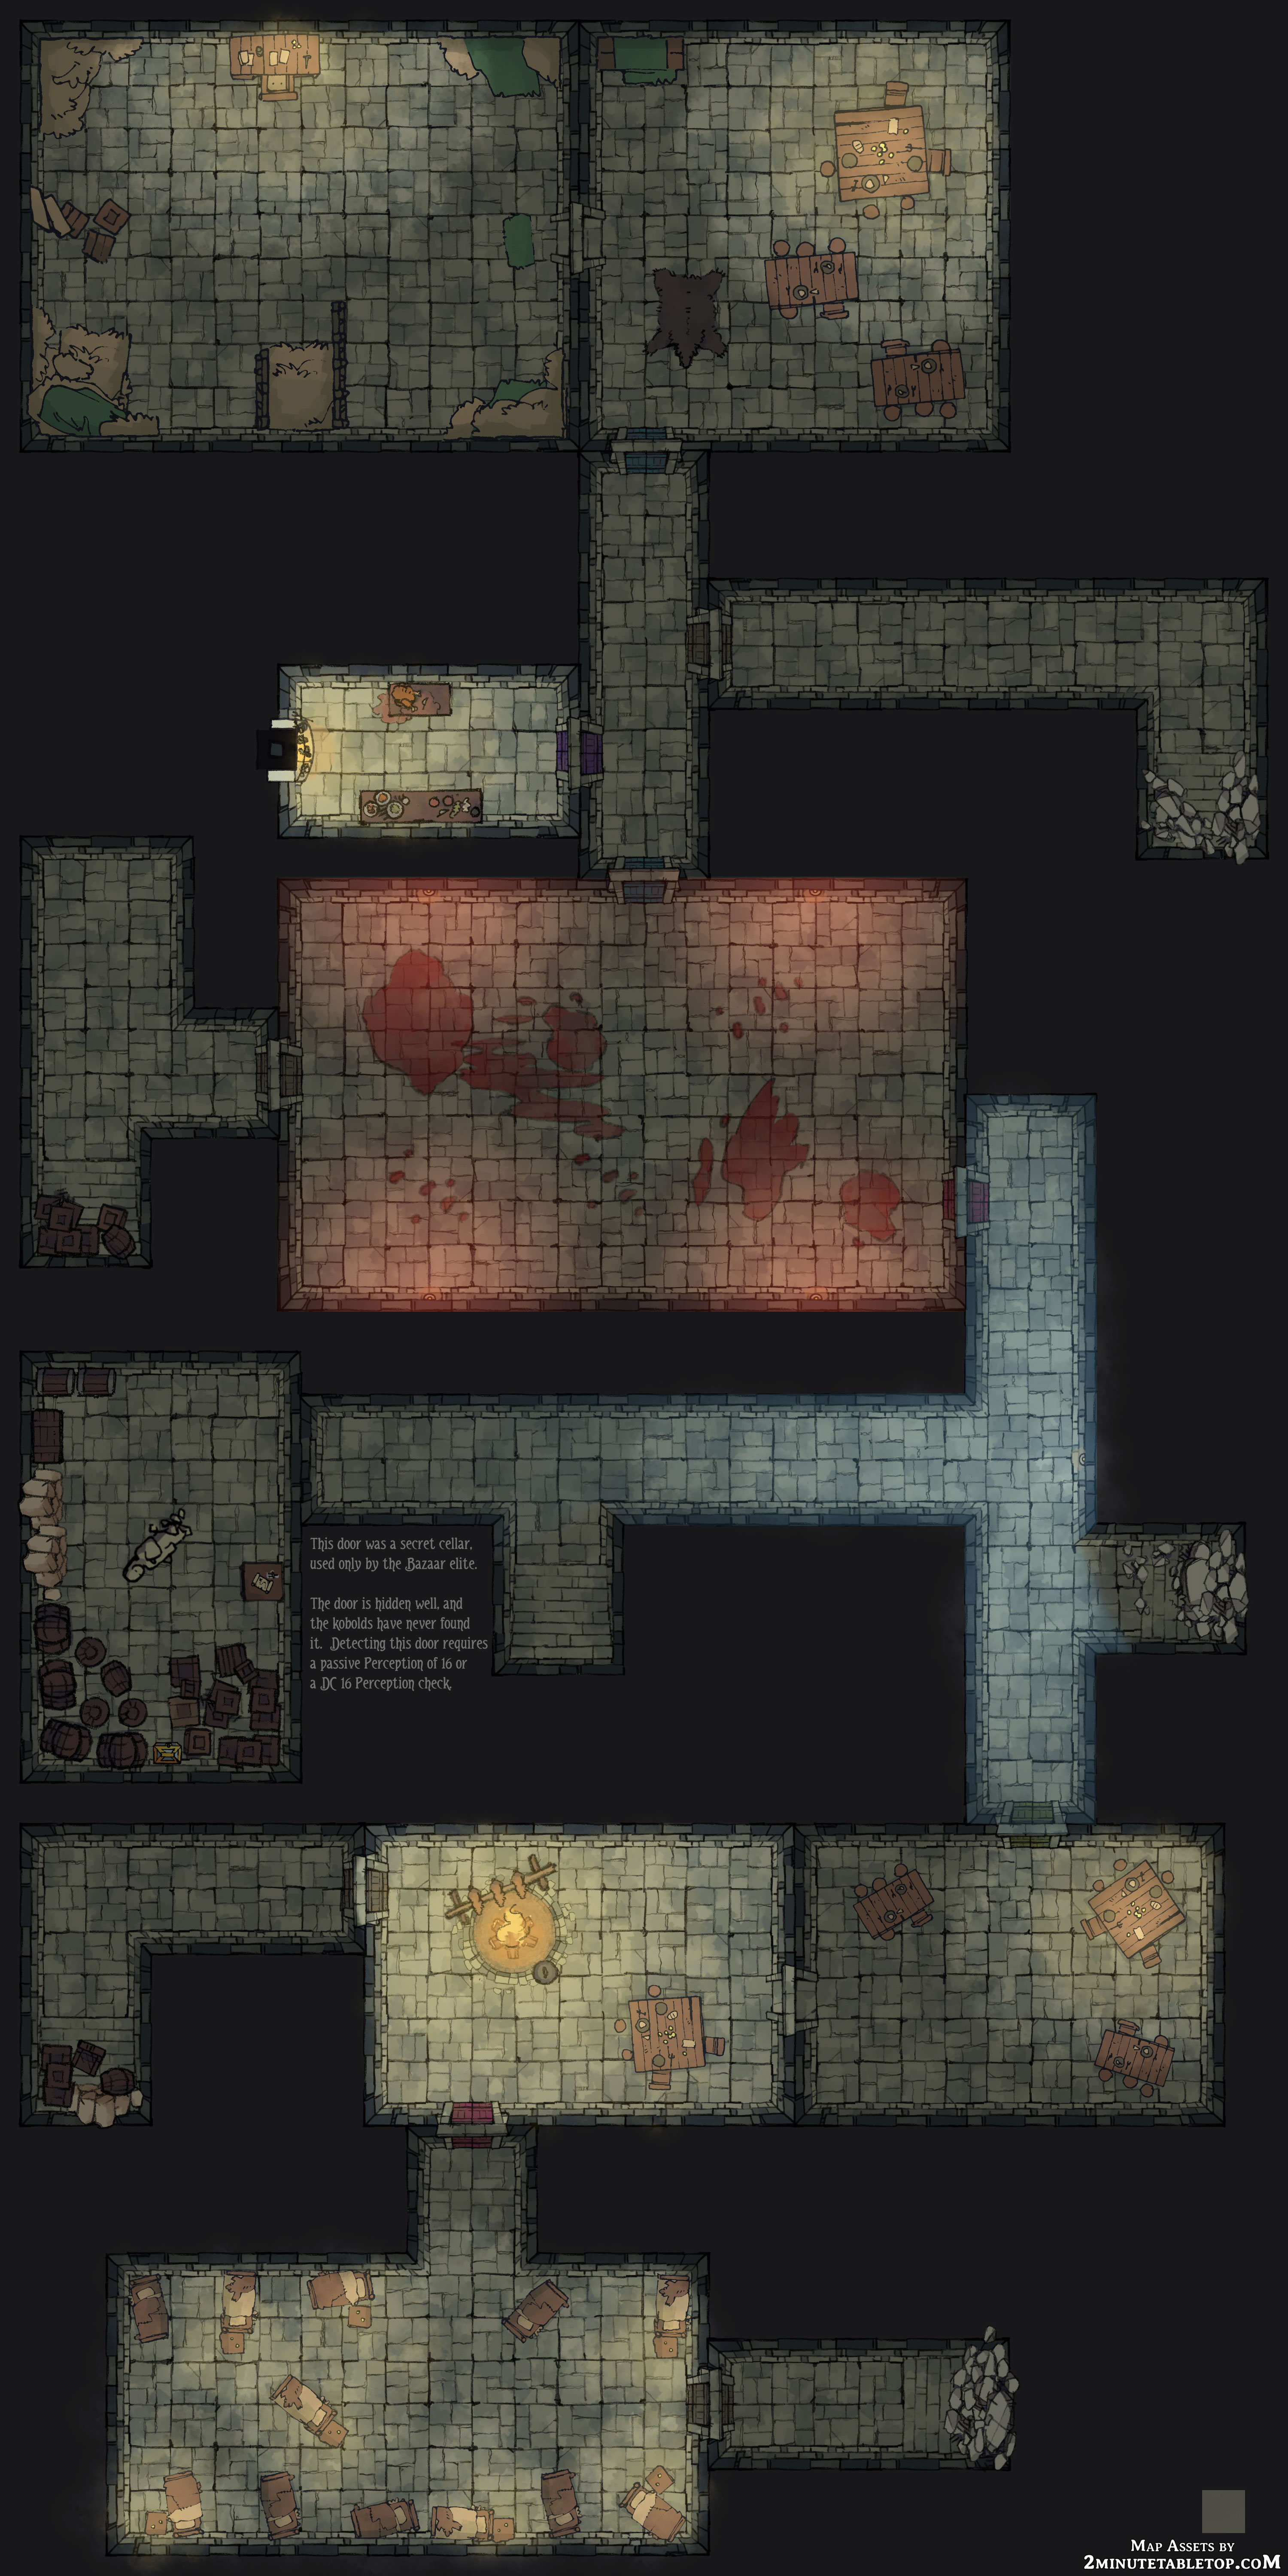 This door was a secret cellar,
used only by the Bazaar elite.
The door is hidden well, and
the kobolds have never found
it. Detecting this door requires
a passive Perception of 16 or
a DC 16 Perception check.
Map Assets by
2minutetabletop.com